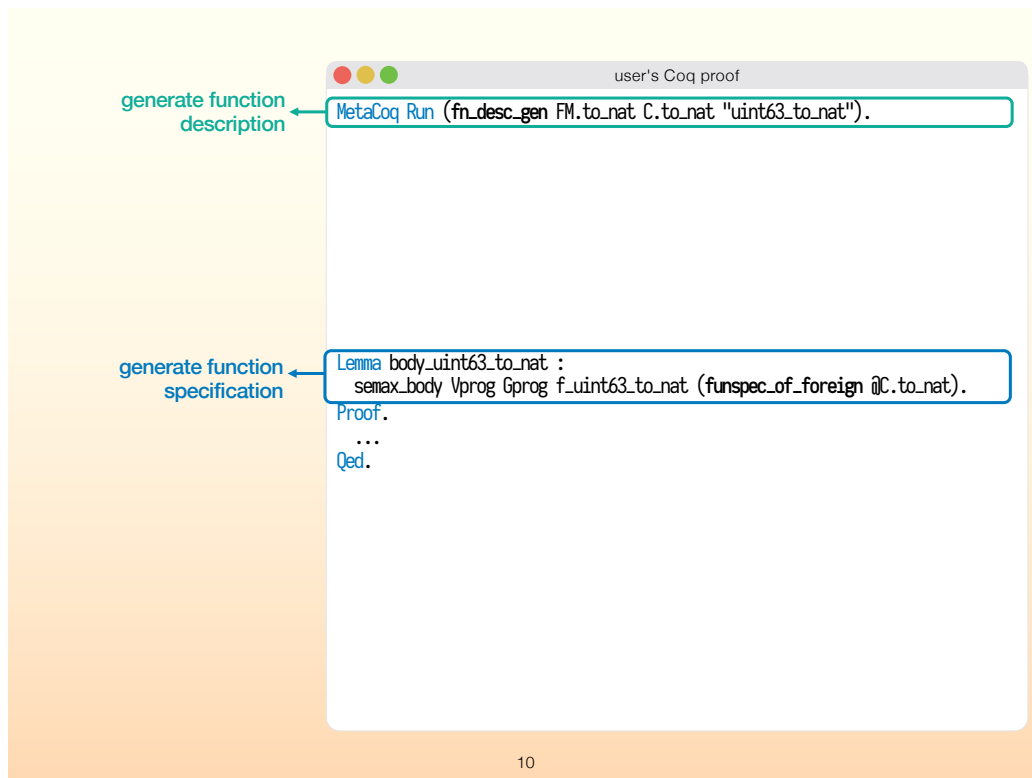 user's Coq proof
generate function
description
MetaCoq Run (fn_desc_gen FM.to_nat C.to_nat "uint63_to_nat").
generate function
specification
Lemma body_uint63_to_nat :
semax_body Vprog Gprog f_uint63_to_nat (funspec_of_foreign @C.to_nat).
Proof.
...
Qed.
10